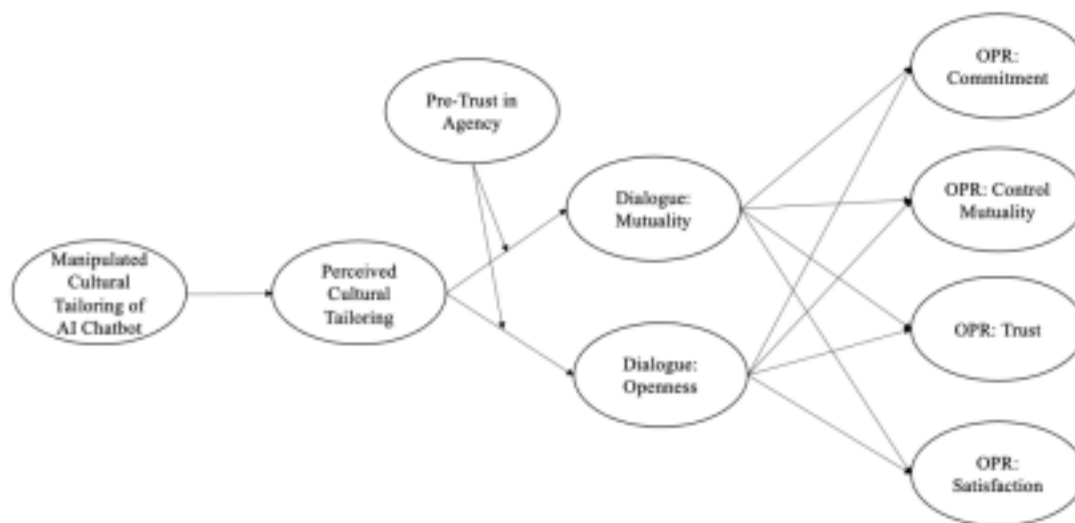 OPR:
Commitment
Pre-Trust in
Agency
Dialogue:
Mutuality
OPR: Control
Mutuality
Manipulated
Cultural
Tailoring of
AI Chatbot
Perceived
Cultural
Tailoring
OPR: Trust
Dialogue:
Openness
OPR:
Satisfaction